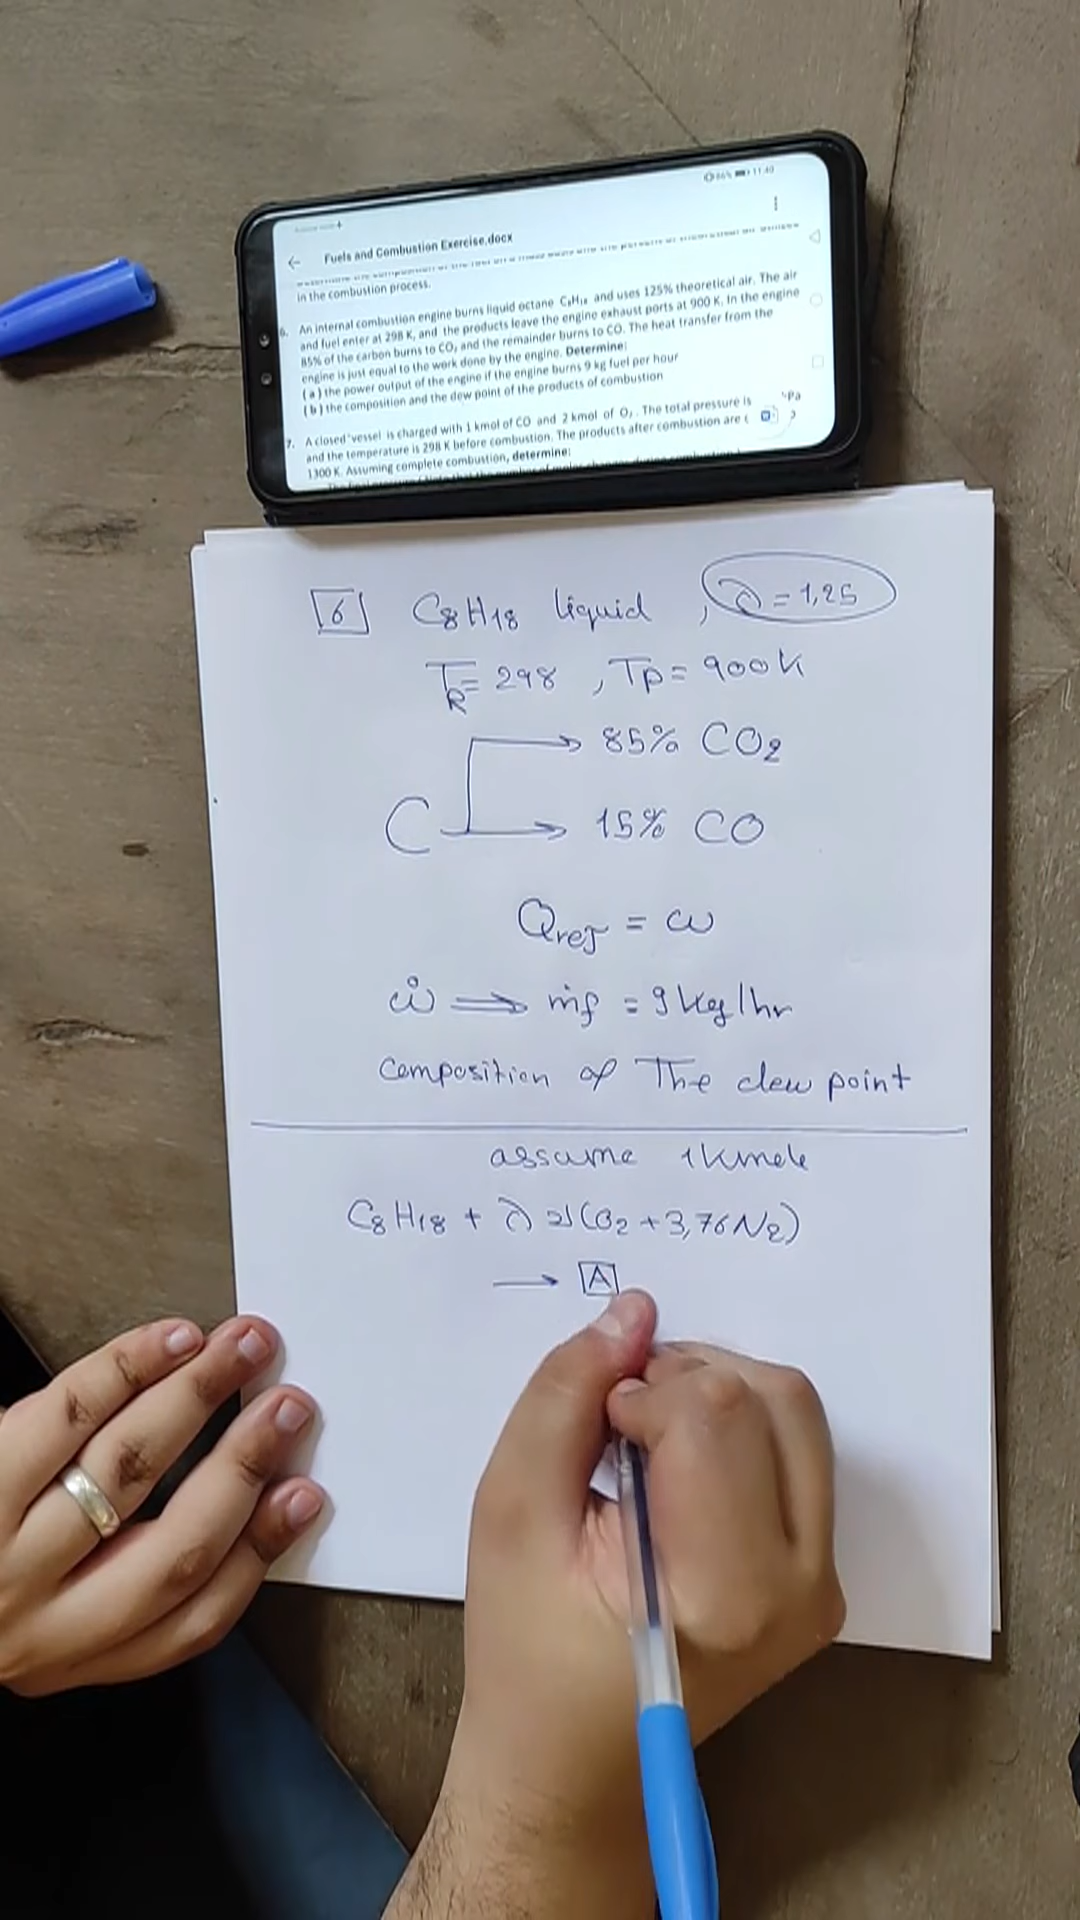 86% 11:40
Fuels and Combustion Exercise.docx
in the combustion process.
6. An internal combustion engine burns liquid octane C₈H₁₈ and uses 125% theoretical air. The air
and fuel enter at 298 K, and the products leave the engine exhaust ports at 900 K. In the engine
85% of the carbon burns to CO₂ and the remainder burns to CO. The heat transfer from the
engine is just equal to the work done by the engine. Determine:
(a) the power output of the engine if the engine burns 9 kg fuel per hour
(b) the composition and the dew point of the products of combustion
7. A closed vessel is charged with 1 kmol of CO and 2 kmol of O₂. The total pressure is
and the temperature is 298 K before combustion. The products after combustion are
1300 K. Assuming complete combustion, determine:
6 C8H18 liquid, λ = 1,25
TR = 298, Tp = 900K
85% CO2
C
15% CO
Qrej = ω
ẇ ⟹ ṁf = 9 kg/hr
composition of The dew point
assume 1kmole
C8H18 + λ a (O2 + 3,76N2)
→ A